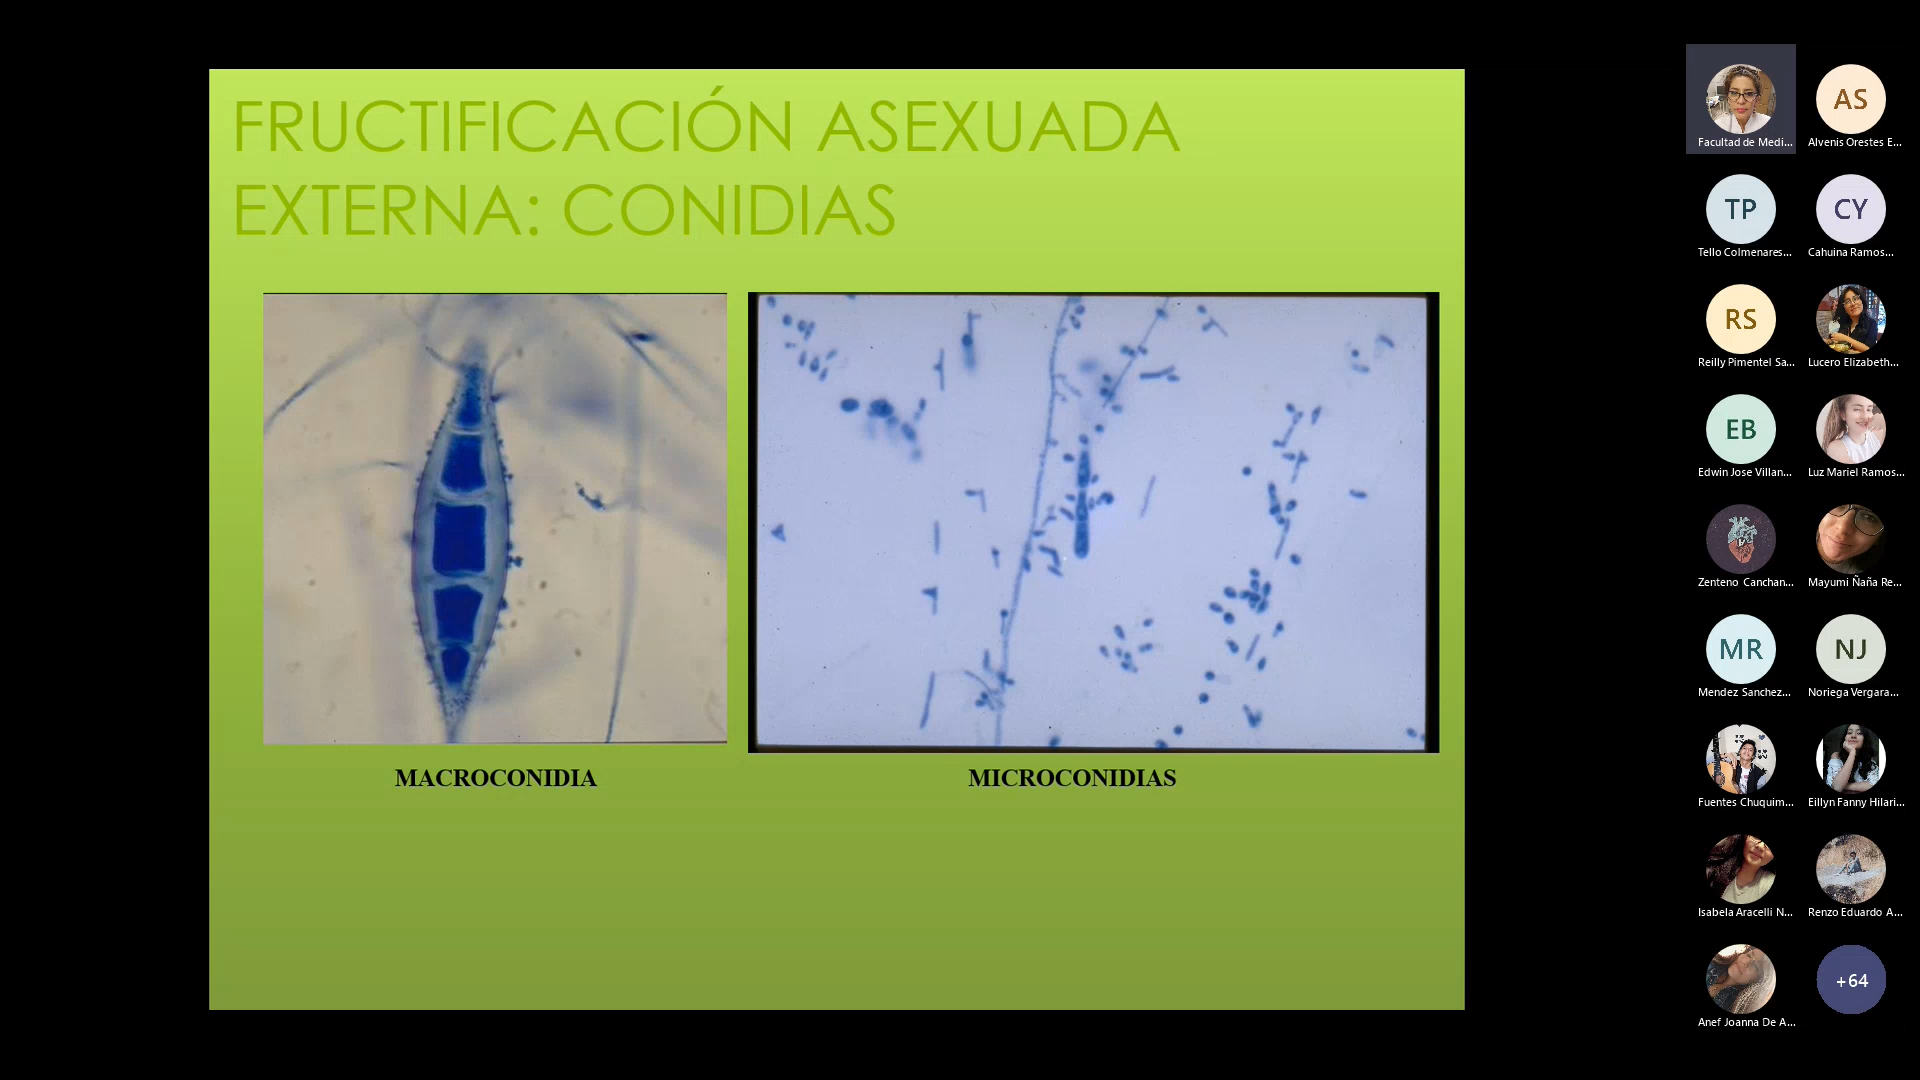 FRUCTIFICACIÓN ASEXUADA
EXTERNA: CONIDIAS
MACROCONIDIA
MICROCONIDIAS
Facultad de Medi...
AS
Alvenis Orestes E...
TP
Tello Colmenares...
CY
Cahuina Ramos...
RS
Reilly Pimentel Sa...
Lucero Elizabeth...
EB
Edwin Jose Villan...
Luz Mariel Ramos...
Zenteno Canchan...
Mayumi Ñaña Re...
MR
Mendez Sanchez...
NJ
Noriega Vergara...
Fuentes Chuquim...
Eillyn Fanny Hilari...
Isabela Aracelli N...
Renzo Eduardo A...
Anef Joanna De A...
+64